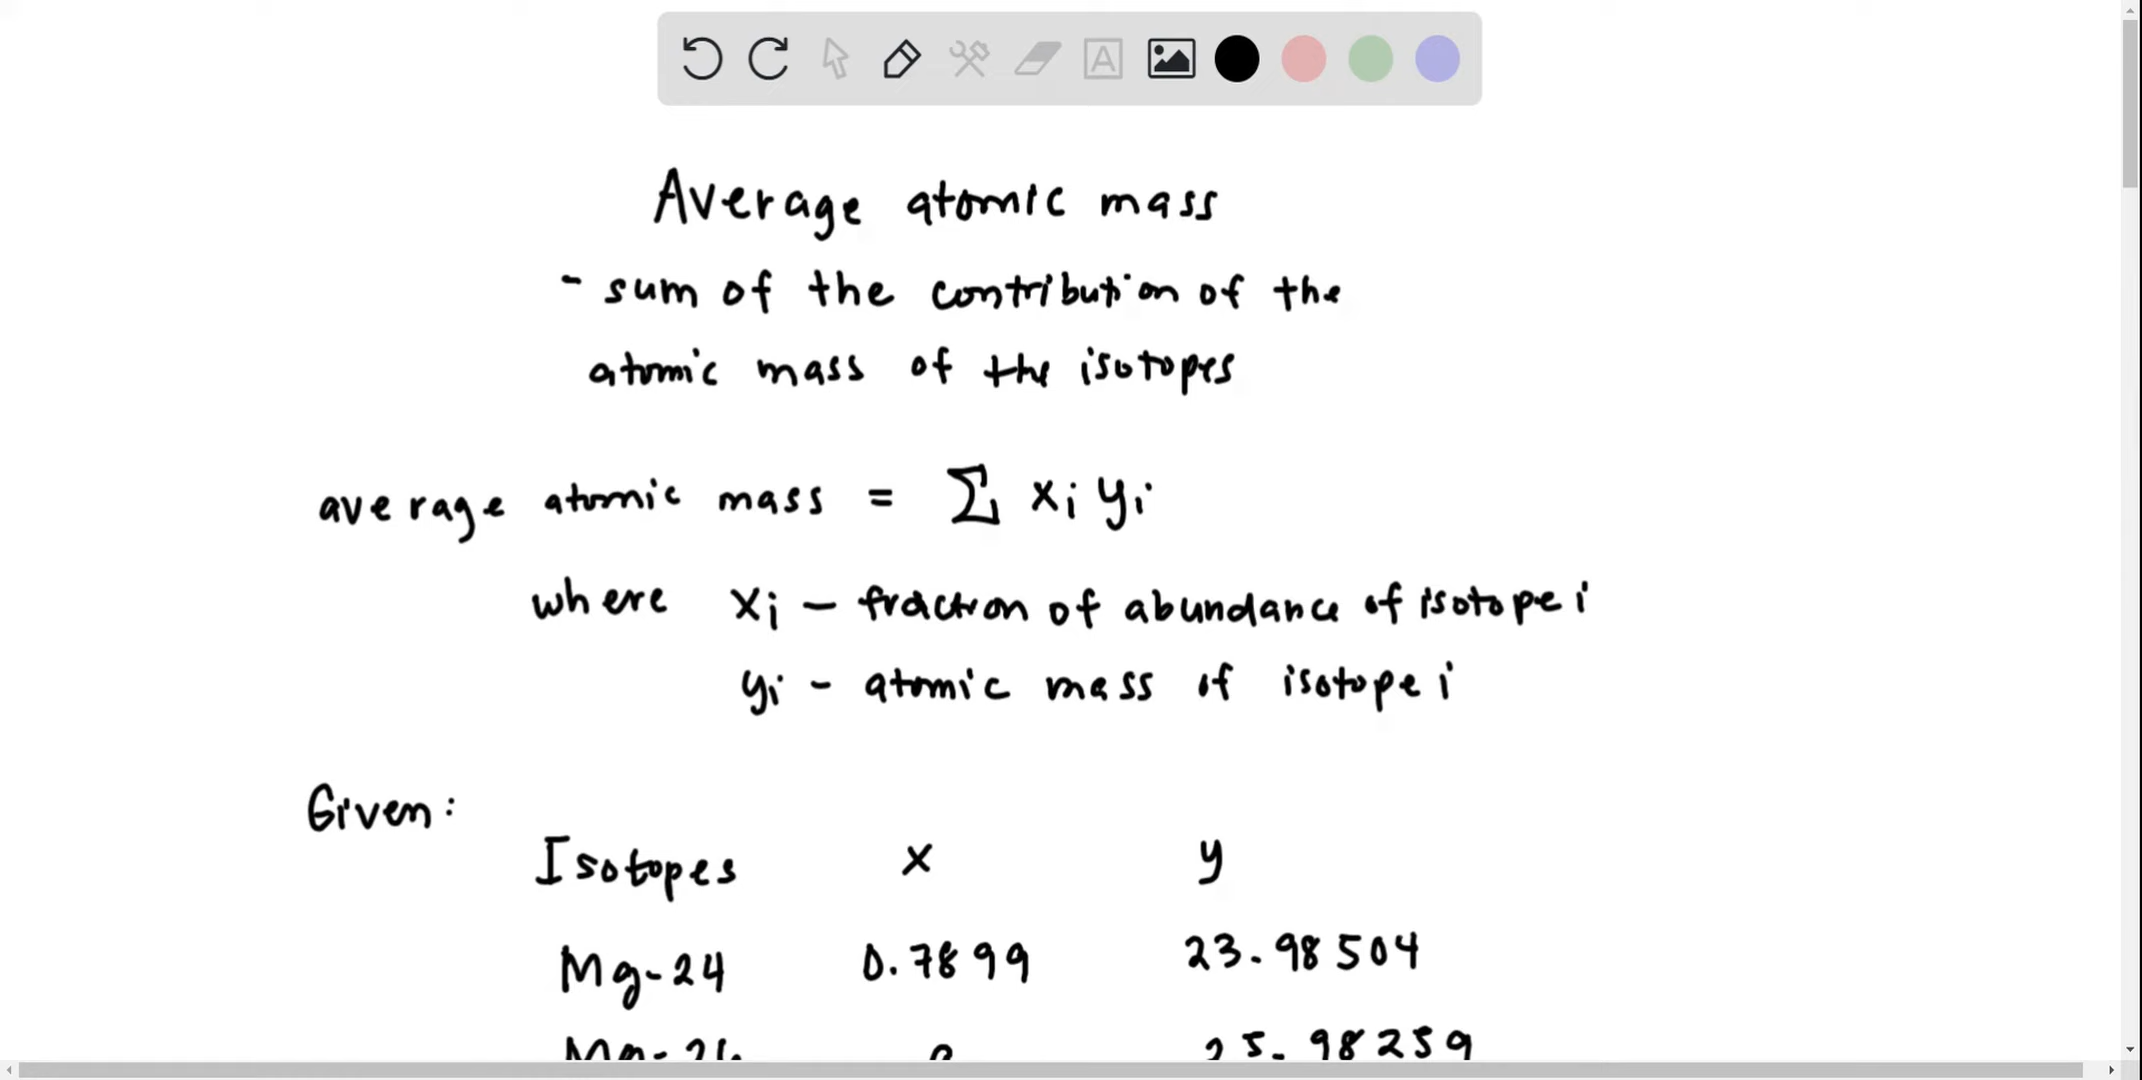 A
Average atomic mass
- sum of the contribution of the
atomic mass of the isotopes
average atomic mass = Σ xi yi
where xi – fraction of abundance of isotope i
yi - atomic mass of isotope i
Given:
Isotopes x y
Mg-24 0.7899 23.98504
25.98259